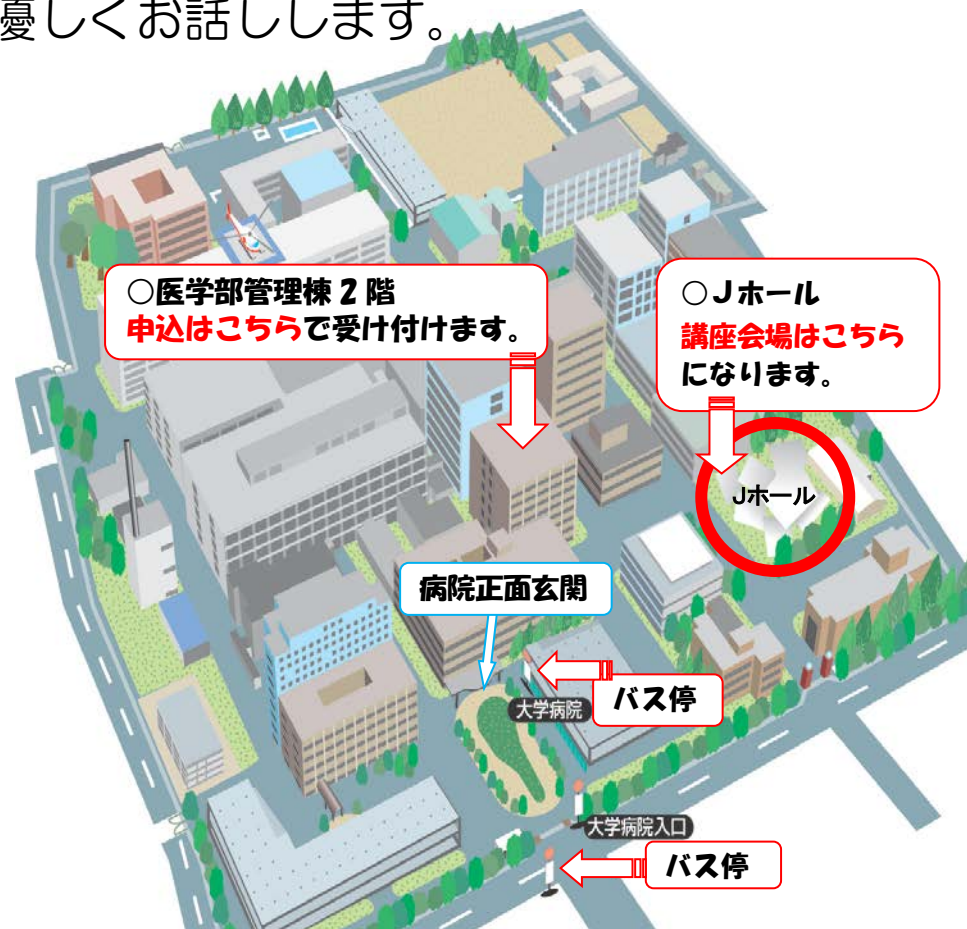 優しくお話しします。
○医学部管理棟2階
申込はこちらで受け付けます。
○Jホール
講座会場はこちら
になります。
Jホール
病院正面玄関
バス停
大学病院
大学病院入口
バス停